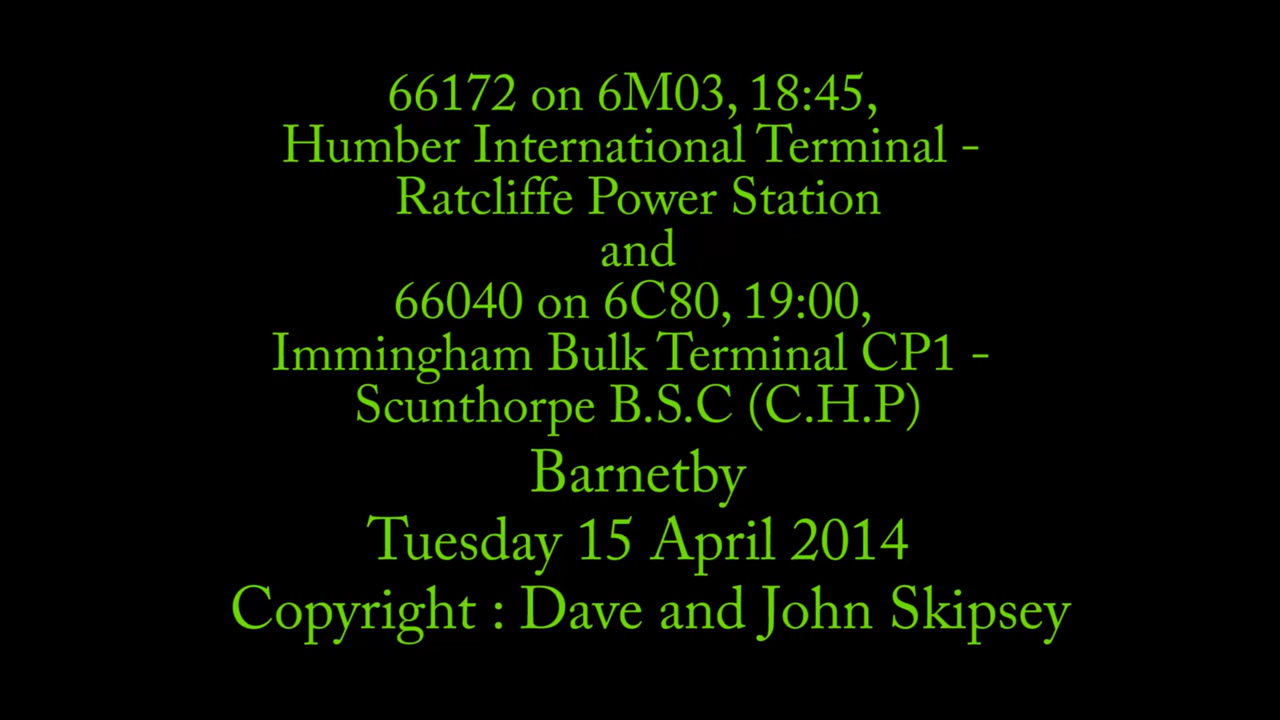 66172 on 6M03, 18:45,
Humber International Terminal -
Ratcliffe Power Station
and
66040 on 6C80, 19:00,
Immingham Bulk Terminal CP1 -
Scunthorpe B.S.C (C.H.P)
Barnetby
Tuesday 15 April 2014
Copyright : Dave and John Skipsey